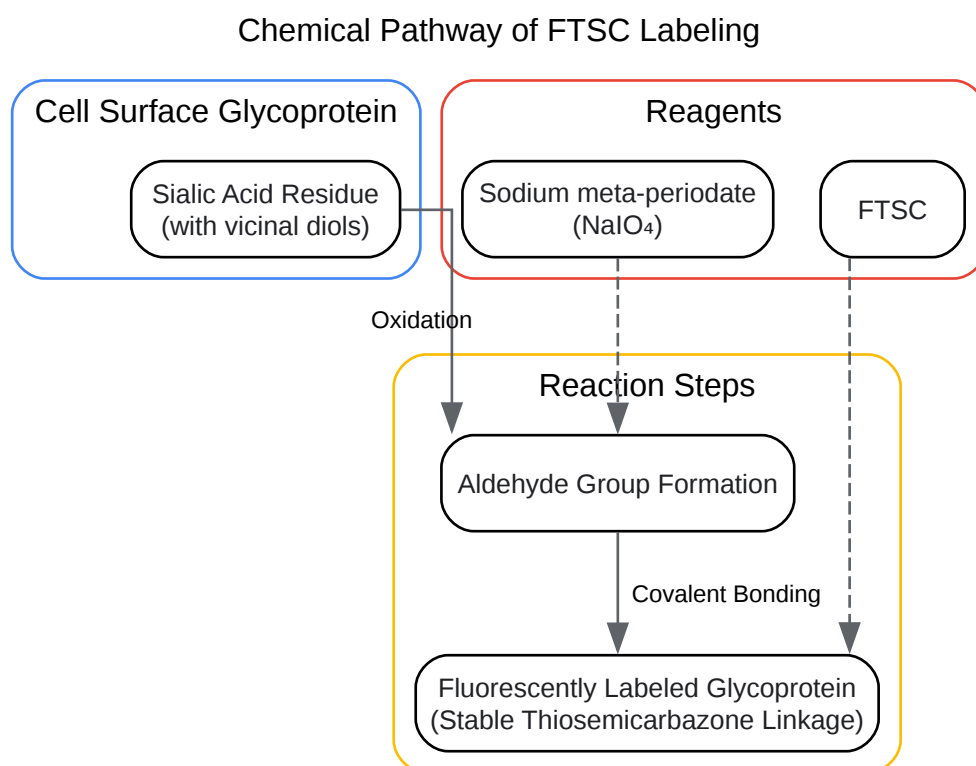 Chemical Pathway of FTSC Labeling
Cell Surface Glycoprotein
Reagents
Sialic Acid Residue
(with vicinal diols)
Sodium meta-periodate
(NaIO₄)
FTSC
Oxidation
Reaction Steps
Aldehyde Group Formation
Covalent Bonding
Fluorescently Labeled Glycoprotein
(Stable Thiosemicarbazone Linkage)